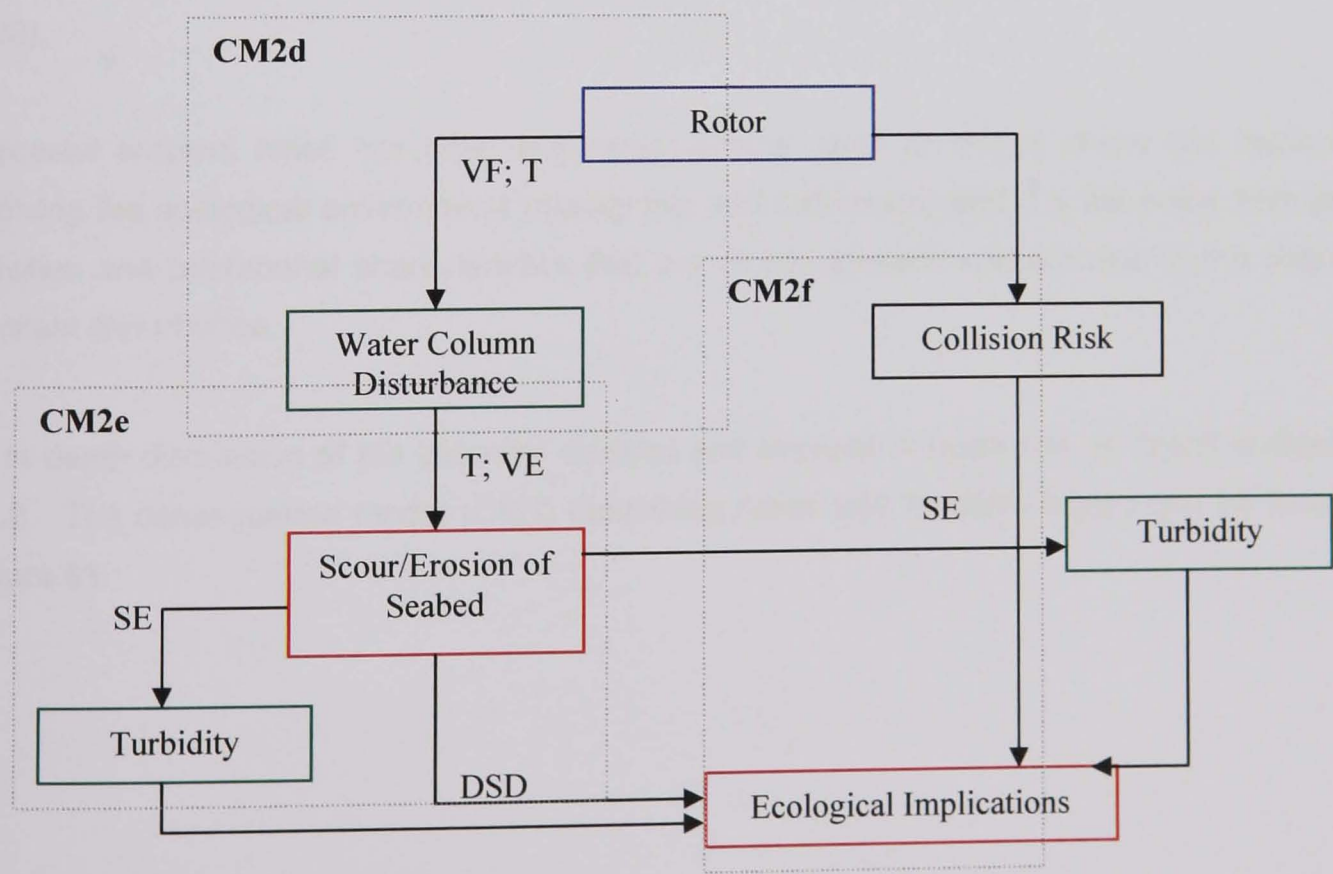 CM2d
Rotor
VF; T
CM2f
Water Column
Disturbance
Collision Risk
CM2e
T; VE
SE
Turbidity
Scour/Erosion of
Seabed
SE
Turbidity
DSD
Ecological Implications